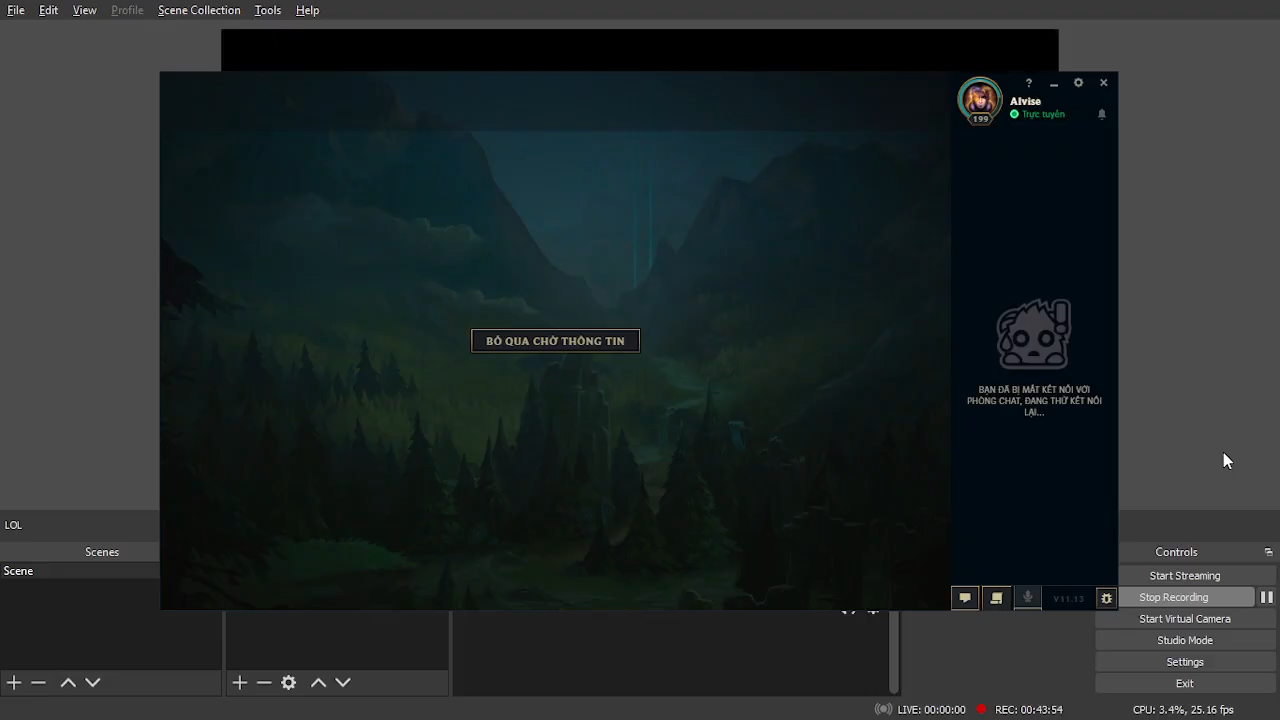 File Edit View Profile Scene Collection Tools Help
?
Alvise
199
Trực tuyến
BỎ QUA CHỜ THÔNG TIN
BẠN ĐÃ BỊ MẤT KẾT NỐI VỚI
PHÒNG CHAT, ĐANG THỬ KẾT NỐI
LẠI...
V11.13
LOL
Scenes
Scene
Controls
Start Streaming
Stop Recording
Start Virtual Camera
Studio Mode
Settings
Exit
LIVE: 00:00:00
REC: 00:43:54
CPU: 3.4%, 25.16 fps